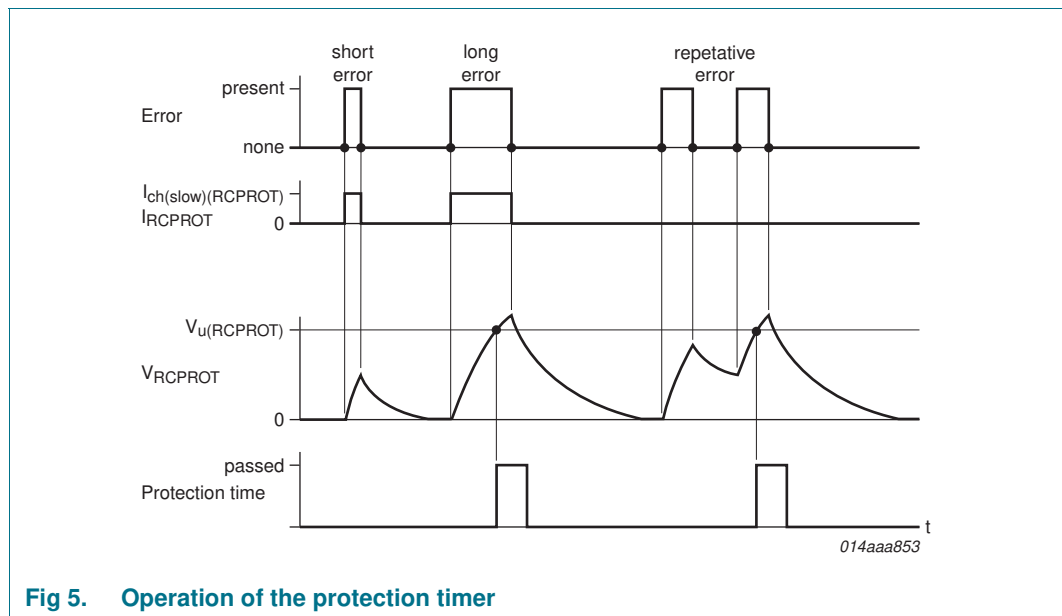 short
error
long
error
repetative
error
present
Error
none
Ich(slow)(RCPROT)
IRCPROT
0
Vu(RCPROT)
VRCPROT
0
passed
Protection time
t
014aaa853
Fig 5. Operation of the protection timer